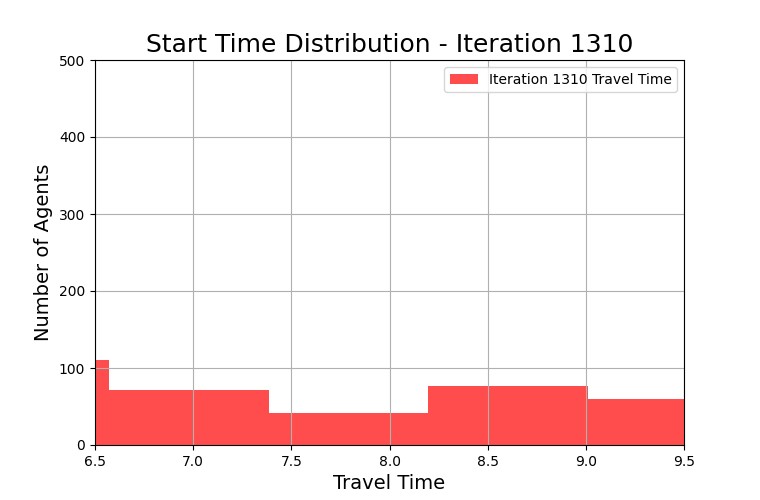 Start Time Distribution - Iteration 1310
Iteration 1310 Travel Time
Number of Agents
500
400
300
200
100
0
6.5 7.0 7.5 8.0 8.5 9.0 9.5
Travel Time